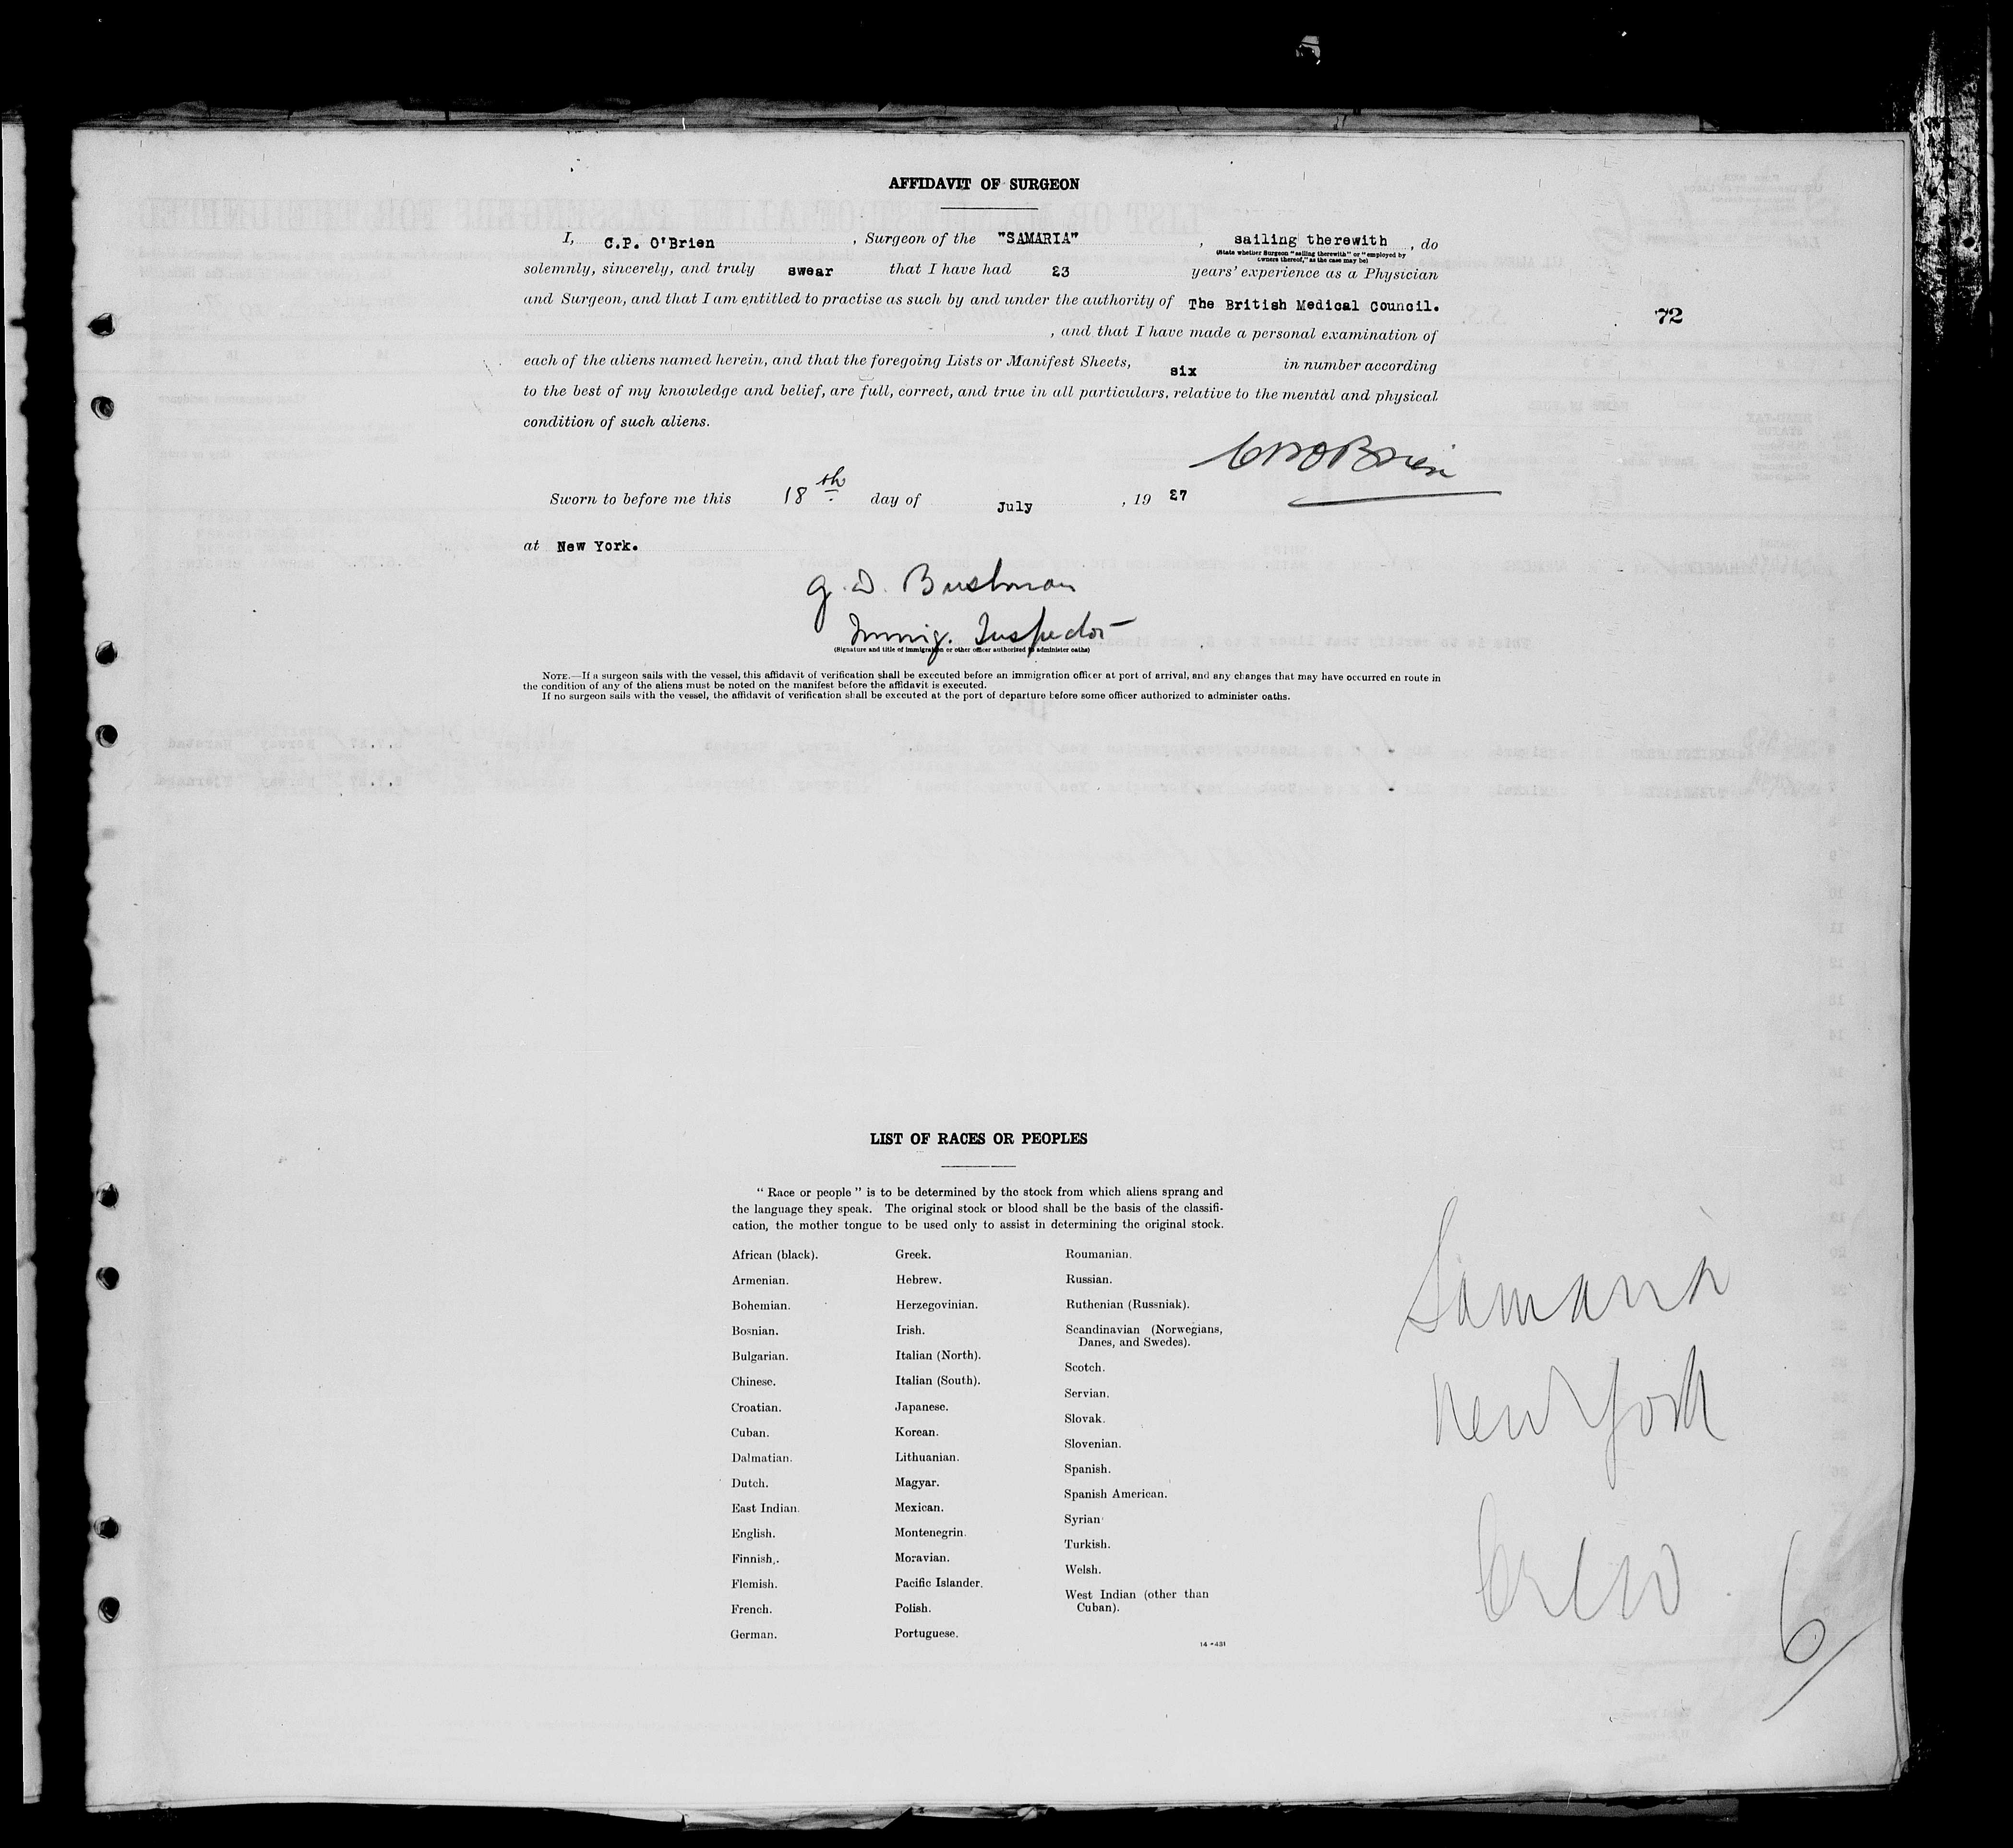 AFFIDAVIT OF SURGEON
I, C.P. O'Brien , Surgeon of the "SAMARIA" , sailing therewith , do
(State whether Surgeon "sailing therewith" or "employed by
owners thereof," as the case may be)
solemnly, sincerely, and truly swear that I have had 23 years' experience as a Physician
and Surgeon, and that I am entitled to practise as such by and under the authority of The British Medical Council.
72
, and that I have made a personal examination of
each of the aliens named herein, and that the foregoing Lists or Manifest Sheets, six in number according
to the best of my knowledge and belief, are full, correct, and true in all particulars, relative to the mental and physical
condition of such aliens.
CPO'Brien
Sworn to before me this 18th day of July , 19 27
at New York.
G. D. Bushman
Immig. Inspector
(Signature and title of immigration or other officer authorized to administer oaths)
NOTE.—If a surgeon sails with the vessel, this affidavit of verification shall be executed before an immigration officer at port of arrival, and any changes that may have occurred en route in
the condition of any of the aliens must be noted on the manifest before the affidavit is executed.
If no surgeon sails with the vessel, the affidavit of verification shall be executed at the port of departure before some officer authorized to administer oaths.
LIST OF RACES OR PEOPLES
"Race or people" is to be determined by the stock from which aliens sprang and
the language they speak. The original stock or blood shall be the basis of the classifi-
cation, the mother tongue to be used only to assist in determining the original stock.
African (black).
Armenian.
Bohemian.
Bosnian.
Bulgarian.
Chinese.
Croatian.
Cuban.
Dalmatian.
Dutch.
East Indian.
English.
Finnish.
Flemish.
French.
German.
Greek.
Hebrew.
Herzegovinian.
Irish.
Italian (North).
Italian (South).
Japanese.
Korean.
Lithuanian.
Magyar.
Mexican.
Montenegrin.
Moravian.
Pacific Islander.
Polish.
Portuguese.
Roumanian.
Russian.
Ruthenian (Russniak).
Scandinavian (Norwegians,
Danes, and Swedes).
Scotch.
Servian.
Slovak.
Slovenian.
Spanish.
Spanish American.
Syrian
Turkish.
Welsh.
West Indian (other than
Cuban).
14-431
Samaria
New York
Crew
6